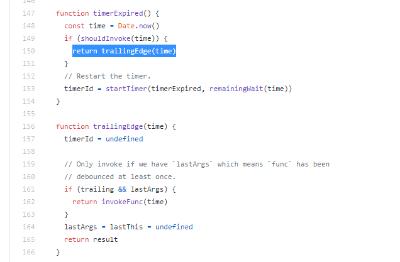 147 function timerExpired() {
148 const time = Date.now()
149 if (shouldInvoke(time)) {
150 return trailingEdge(time)
151 }
152 // Restart the timer.
153 timerId = startTimer(timerExpired, remainingWait(time))
154 }
155
156 function trailingEdge(time) {
157 timerId = undefined
158
159 // Only invoke if we have `lastArgs` which means `func` has been
160 // debounced at least once.
161 if (trailing && lastArgs) {
162 return invokeFunc(time)
163 }
164 lastArgs = lastThis = undefined
165 return result
166 }